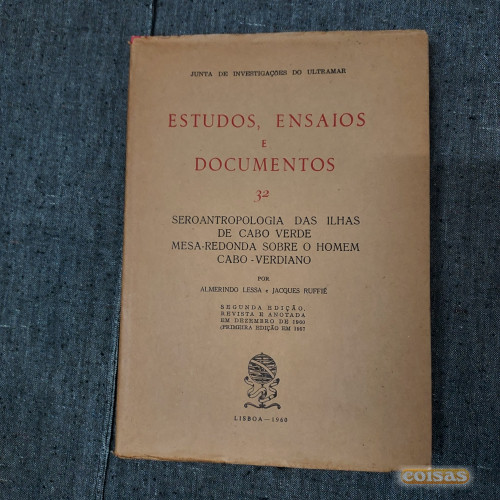 JUNTA DE INVESTIGAÇÕES DO ULTRAMAR
ESTUDOS, ENSAIOS
E
DOCUMENTOS
32
SEROANTROPOLOGIA DAS ILHAS
DE CABO VERDE
MESA-REDONDA SOBRE O HOMEM
CABO-VERDIANO
POR
ALMERINDO LESSA e JACQUES RUFFIÉ
SEGUNDA EDIÇÃO,
REVISTA E ANOTADA
EM DEZEMBRO DE 1960
(PRIMEIRA EDIÇÃO EM 1957
LISBOA—1960
coisas